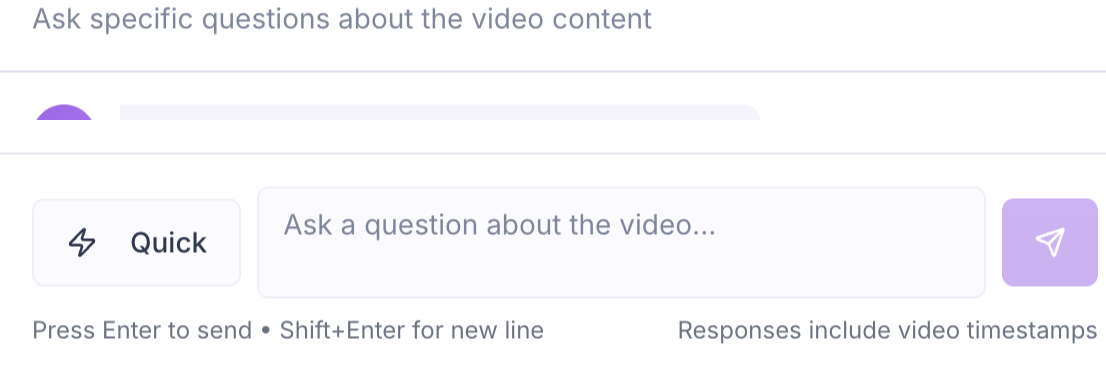 Ask specific questions about the video content
Quick
Ask a question about the video...
Press Enter to send • Shift+Enter for new line
Responses include video timestamps